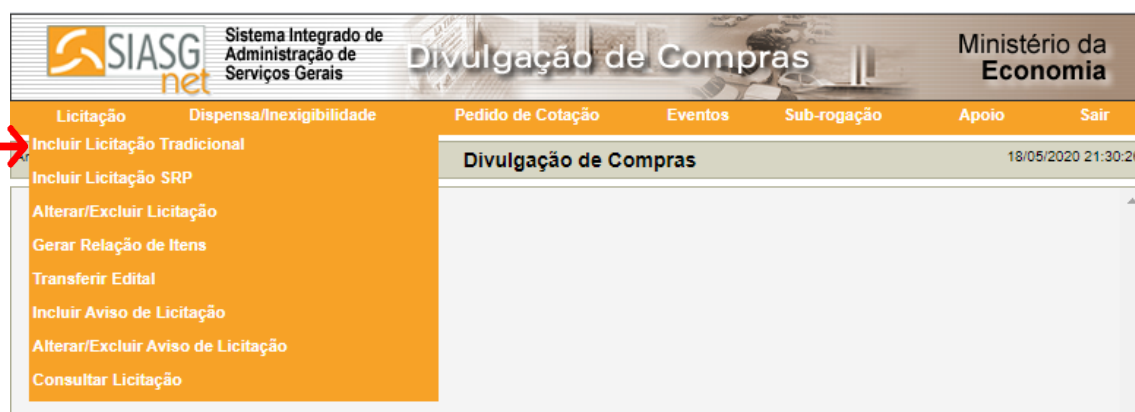 SIASG
net
Sistema Integrado de
Administração de
Serviços Gerais
Divulgação de Compras
Ministério da
Economia
Licitação Dispensa/Inexigibilidade Pedido de Cotação Eventos Sub-rogação Apoio Sair
Incluir Licitação Tradicional
Divulgação de Compras 18/05/2020 21:30:20
Incluir Licitação SRP
Alterar/Excluir Licitação
Gerar Relação de Itens
Transferir Edital
Incluir Aviso de Licitação
Alterar/Excluir Aviso de Licitação
Consultar Licitação